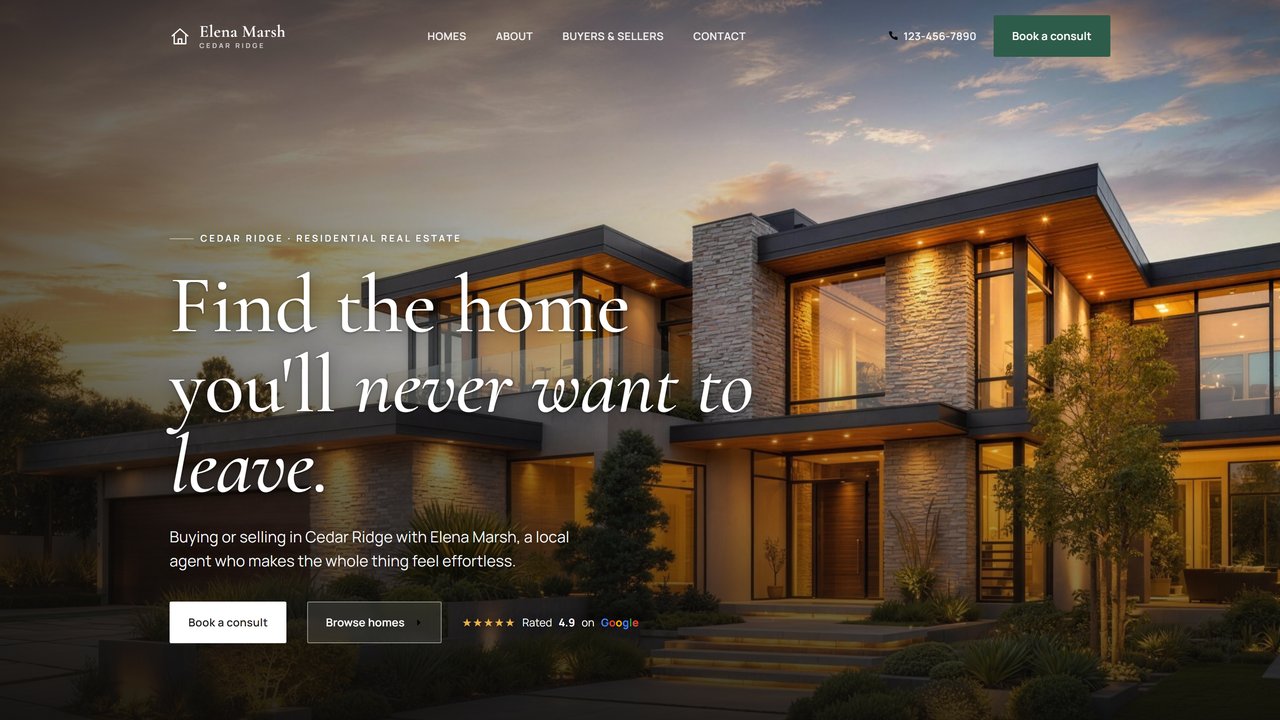 Elena Marsh
CEDAR RIDGE
HOMES
ABOUT
BUYERS & SELLERS
CONTACT
123-456-7890
Book a consult
CEDAR RIDGE · RESIDENTIAL REAL ESTATE
Find the home
you'll never want to
leave.
Buying or selling in Cedar Ridge with Elena Marsh, a local
agent who makes the whole thing feel effortless.
Book a consult
Browse homes
★★★★★ Rated 4.9 on Google